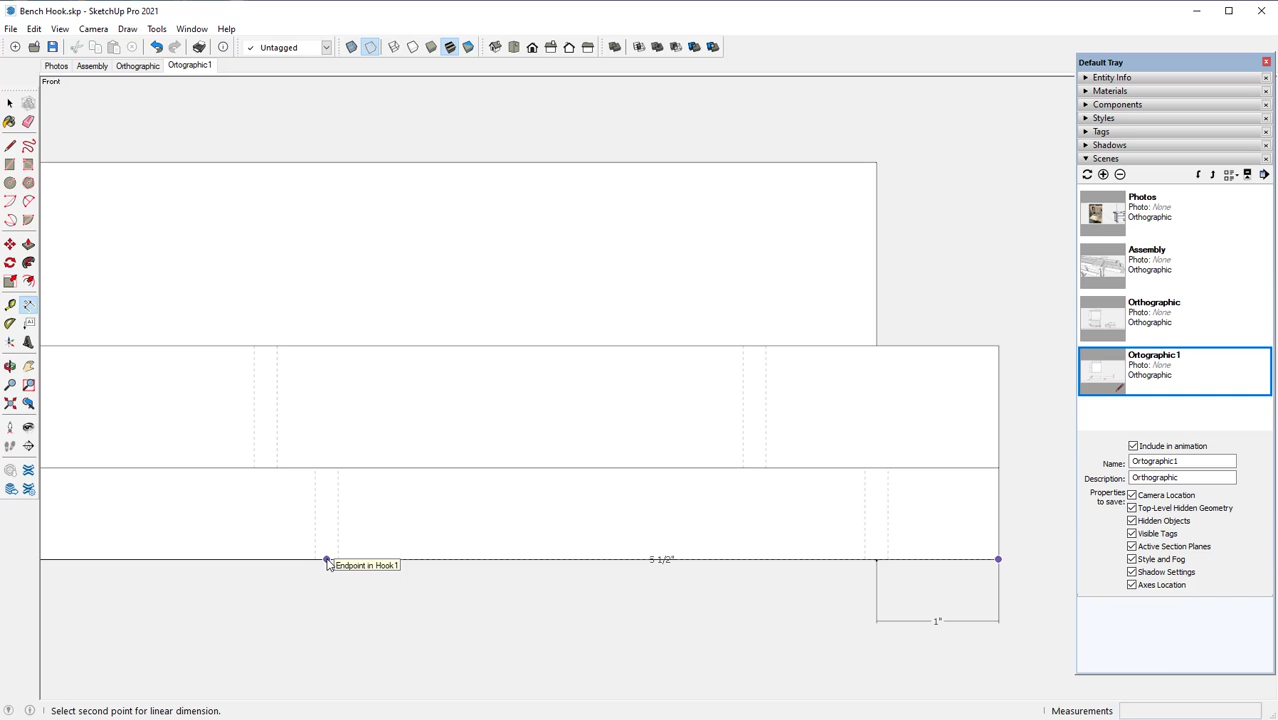 Bench Hook.skp - SketchUp Pro 2021
File Edit View Camera Draw Tools Window Help
Untagged
Photos Assembly Orthographic Ortographic1
Front
Default Tray
Entity Info
Materials
Components
Styles
Tags
Shadows
Scenes
Photos
Photo: None
Orthographic
Assembly
Photo: None
Orthographic
Orthographic
Photo: None
Orthographic
Ortographic1
Photo: None
Orthographic
Include in animation
Name: Ortographic1
Description: Orthographic
Properties to save:
Camera Location
Top-Level Hidden Geometry
Hidden Objects
Visible Tags
Active Section Planes
Style and Fog
Shadow Settings
Axes Location
5 1/2"
Endpoint in Hook1
1"
Select second point for linear dimension.
Measurements